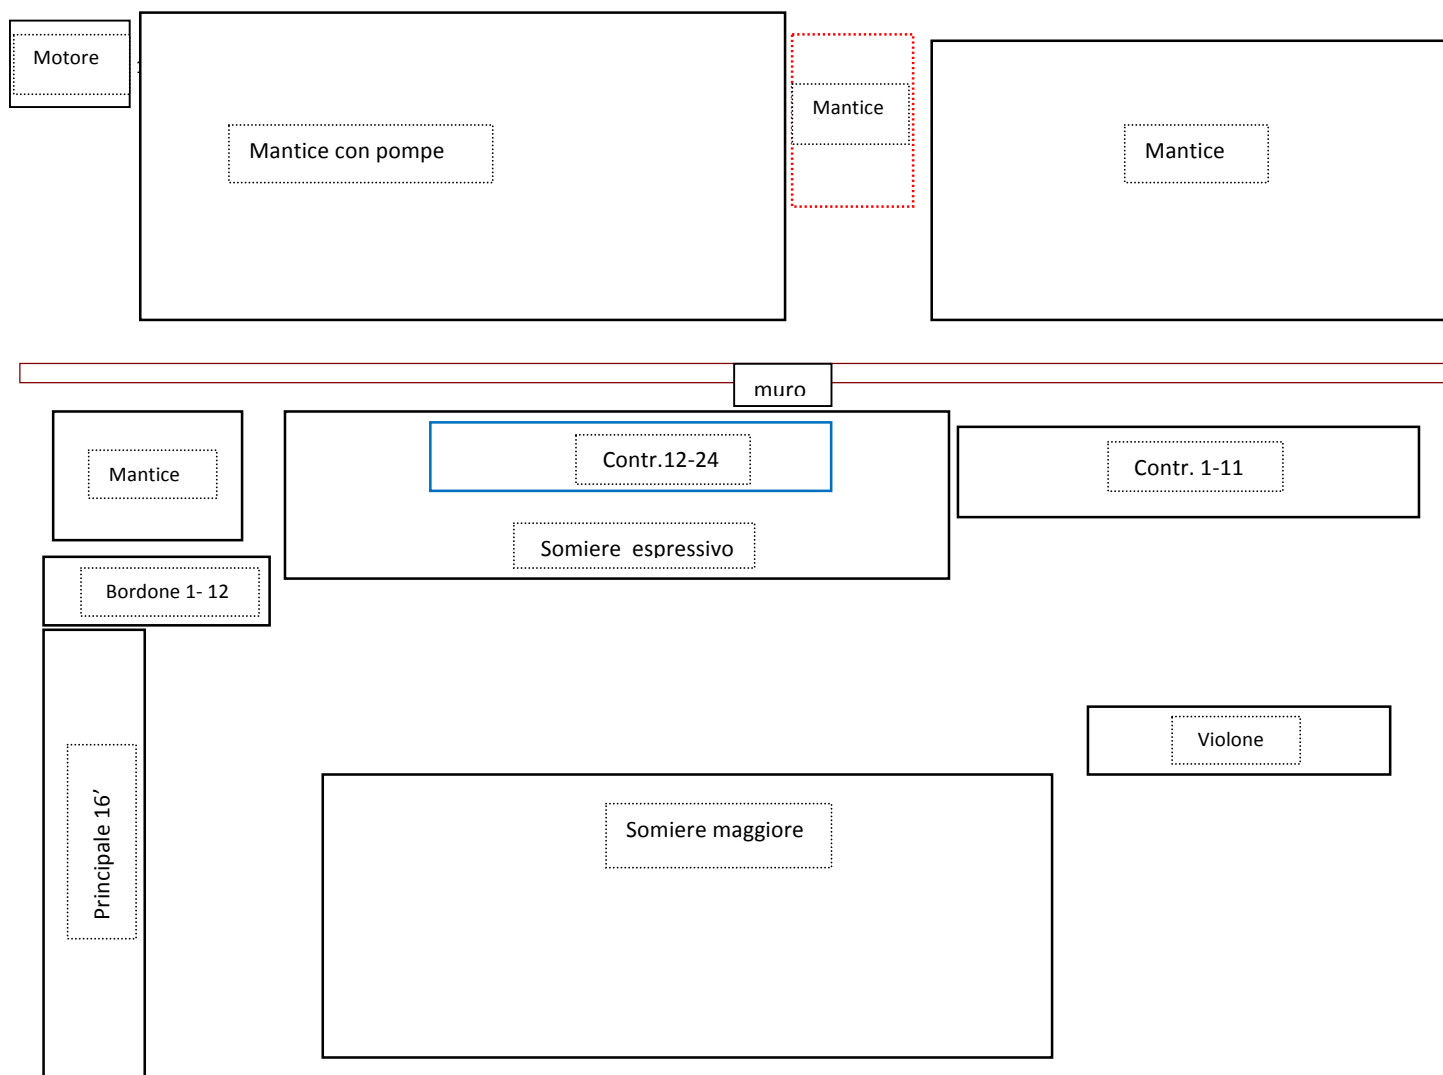 Motore
Mantice con pompe
Mantice
Mantice
muro
Mantice
Contr.12-24
Contr. 1-11
Somiere espressivo
Bordone 1- 12
Violone
Principale 16’
Somiere maggiore